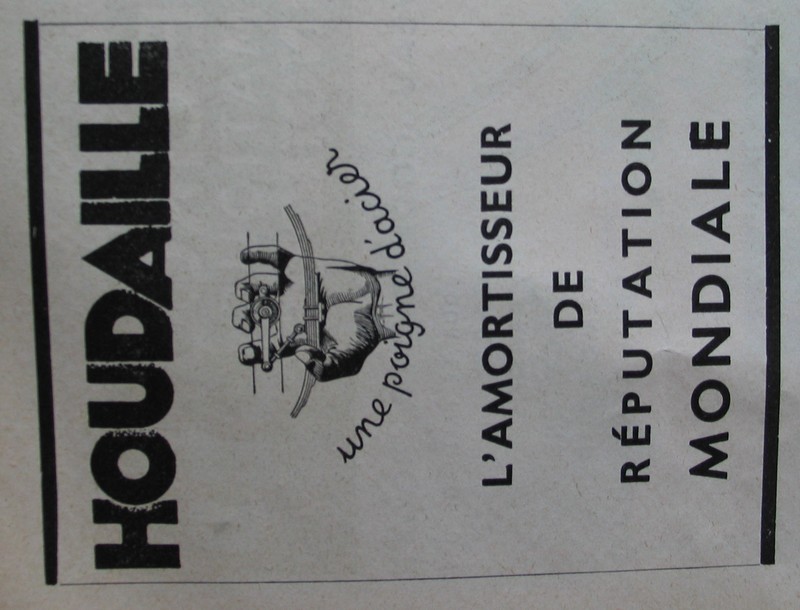 HOUDAILLE
une poigne d'acier
L'AMORTISSEUR
DE
RÉPUTATION
MONDIALE